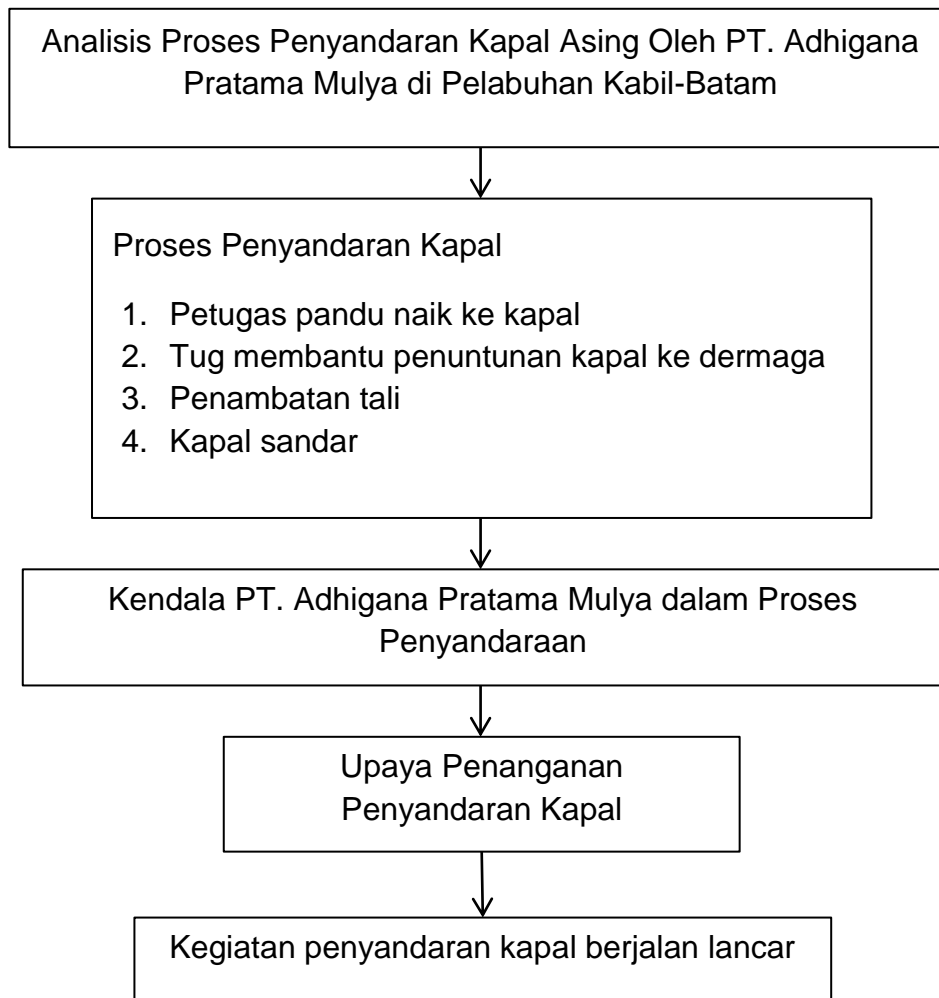 Analisis Proses Penyandaran Kapal Asing Oleh PT. Adhigana
Pratama Mulya di Pelabuhan Kabil-Batam
Proses Penyandaran Kapal
1. Petugas pandu naik ke kapal
2. Tug membantu penuntunan kapal ke dermaga
3. Penambatan tali
4. Kapal sandar
Kendala PT. Adhigana Pratama Mulya dalam Proses
Penyandaraan
Upaya Penanganan
Penyandaran Kapal
Kegiatan penyandaran kapal berjalan lancar